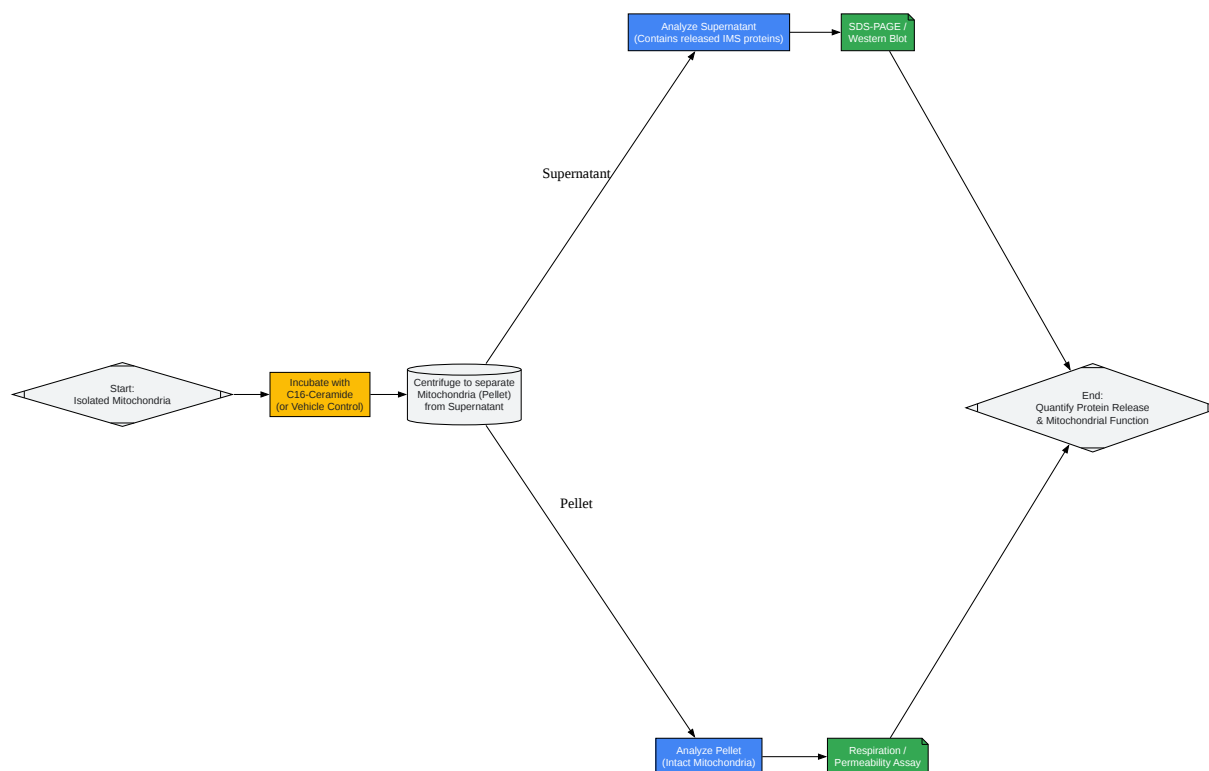 Analyze Supernatant
(Contains released IMS proteins)
SDS-PAGE /
Western Blot
Supernatant
Start:
Isolated Mitochondria
Incubate with
C16-Ceramide
(or Vehicle Control)
Centrifuge to separate
Mitochondria (Pellet)
from Supernatant
End:
Quantify Protein Release
& Mitochondrial Function
Pellet
Analyze Pellet
(Intact Mitochondria)
Respiration /
Permeability Assay